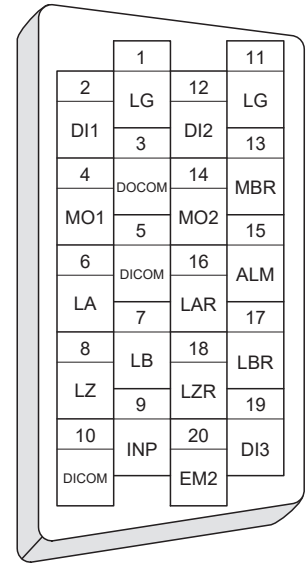 1
LG
2
DI1
3
DOCOM
4
MO1
5
DICOM
6
LA
7
LB
8
LZ
9
INP
10
DICOM
11
LG
12
DI2
13
MBR
14
MO2
15
ALM
16
LAR
17
LBR
18
LZR
19
DI3
20
EM2